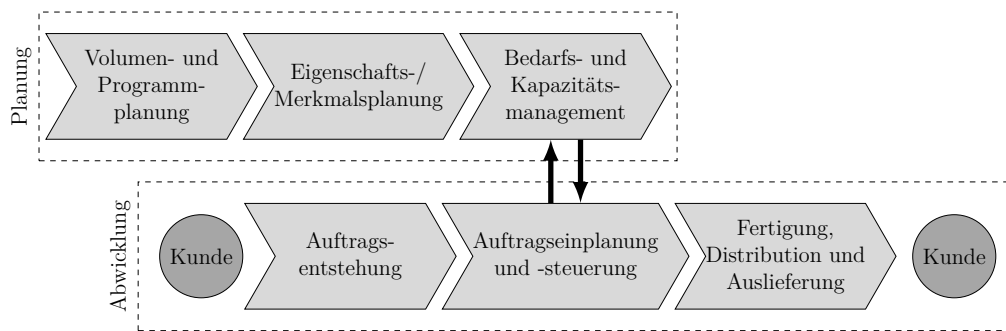 Planung
Volumen- und
Programm-
planung
Eigenschafts-/
Merkmalsplanung
Bedarfs- und
Kapazitäts-
management
Abwicklung
Kunde
Auftrags-
entstehung
Auftragseinplanung
und -steuerung
Fertigung,
Distribution und
Auslieferung
Kunde